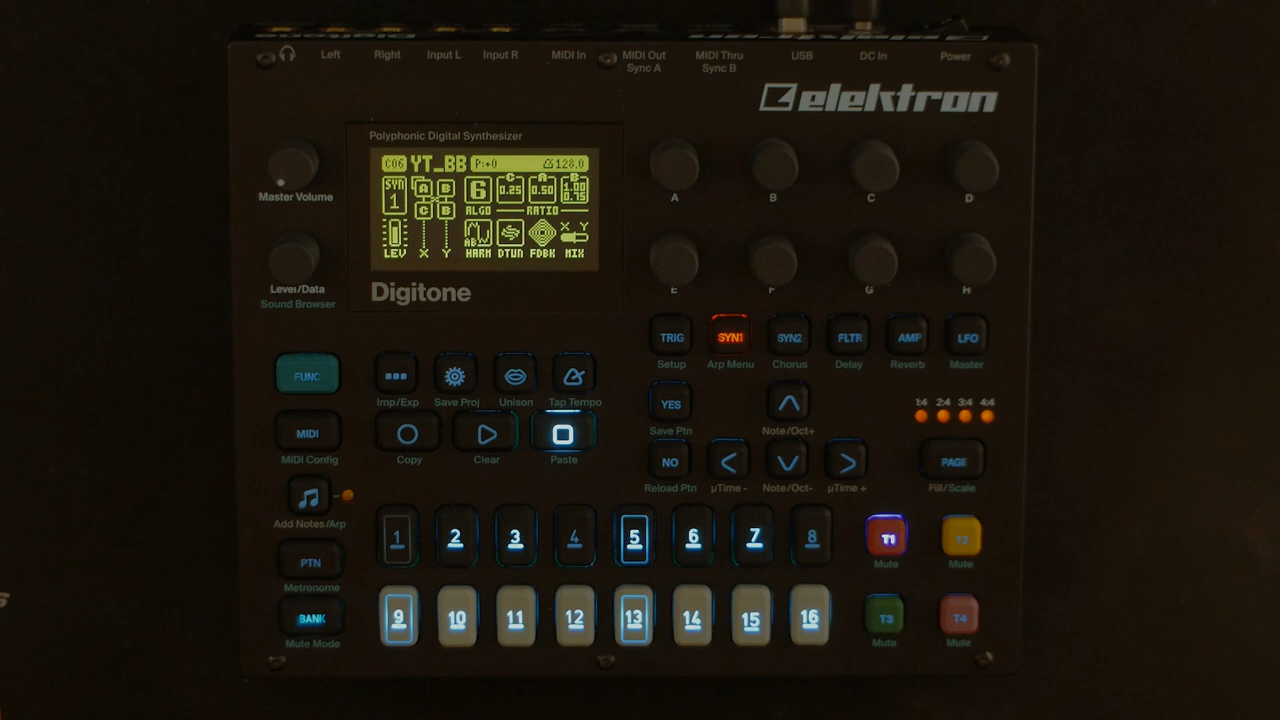 Left Right Input L Input R MIDI In MIDI Out MIDI Thru USB DC In Power
Sync A Sync B
elektron
Polyphonic Digital Synthesizer
C06 YT_BB P:+0 128.0
SYN 1 A B 6 C 0.25 A 0.50 B 1.00 0.75
C B ALGO RATIO
AB X Y
LEV X Y HARM DTUN FDBK MIX
Master Volume
A B C D
Level/Data
Sound Browser
Digitone
E F G H
TRIG SYN1 SYN2 FLTR AMP LFO
Setup Arp Menu Chorus Delay Reverb Master
FUNC
Imp/Exp Save Proj Unison Tap Tempo
YES
1:4 2:4 3:4 4:4
Save Ptn Note/Oct+
MIDI
MIDI Config Copy Clear Paste
NO PAGE
Reload Ptn µTime - Note/Oct- µTime + Fill/Scale
Add Notes/Arp
1 2 3 4 5 6 7 8 T1 T2
Mute Mute
PTN
Metronome
BANK 9 10 11 12 13 14 15 16 T3 T4
Mute Mode Mute Mute